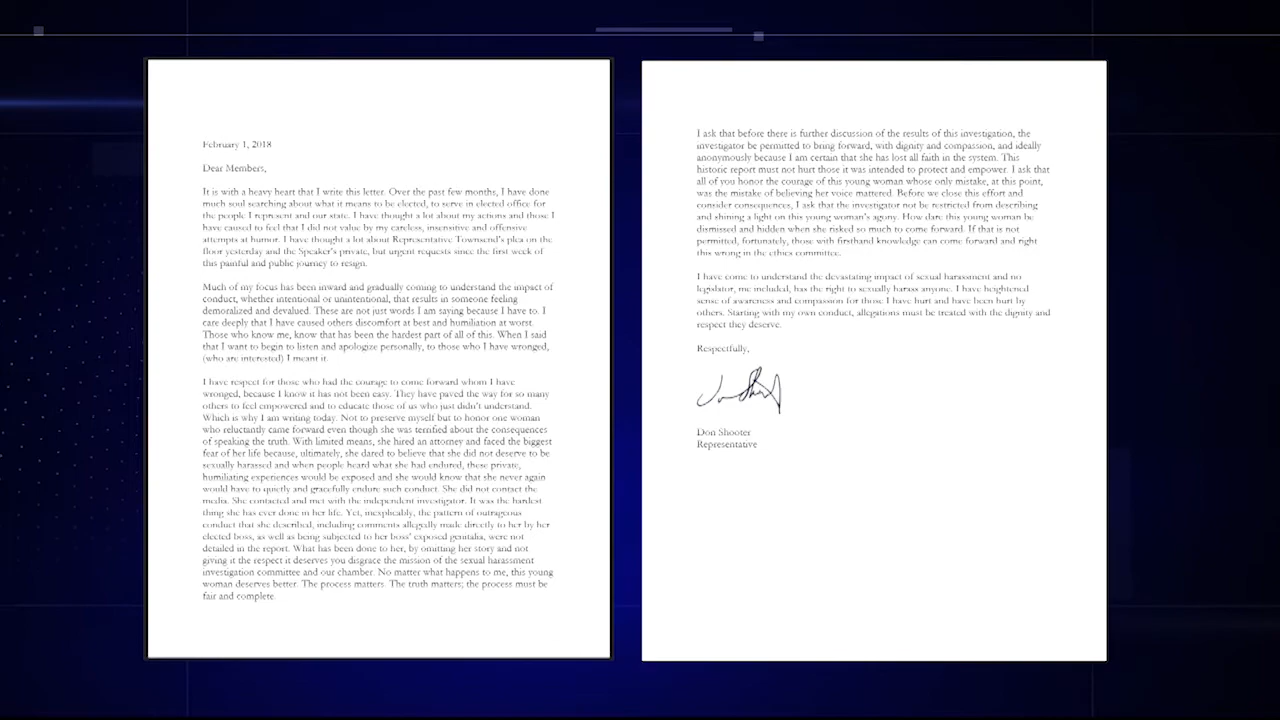 February 1, 2018
Dear Members,
It is with a heavy heart that I write this letter. Over the past few months, I have done
much soul searching about what it means to be elected, to serve in elected office for
the people I represent and our state. I have thought a lot about my actions and those I
have caused to feel that I did not value by my careless, insensitive and offensive
attempts at humor. I have thought a lot about Representative Townsend's plea on the
floor yesterday and the Speaker's private, but urgent requests since the first week of
this painful and public journey to resign.
Much of my focus has been inward and gradually coming to understand the impact of
conduct, whether intentional or unintentional, that results in someone feeling
demoralized and devalued. These are not just words I am saying because I have to. I
care deeply that I have caused others discomfort at best and humiliation at worst.
Those who know me, know that has been the hardest part of all of this. When I said
that I want to begin to listen and apologize personally, to those who I have wronged,
(who are interested) I meant it.
I have respect for those who had the courage to come forward whom I have
wronged, because I know it has not been easy. They have paved the way for so many
others to feel empowered and to educate those of us who just didn't understand.
Which is why I am writing today. Not to preserve myself but to honor one woman
who reluctantly came forward even though she was terrified about the consequences
of speaking the truth. With limited means, she hired an attorney and faced the biggest
fear of her life because, ultimately, she dared to believe that she did not deserve to be
sexually harassed and when people heard what she had endured, these private,
humiliating experiences would be exposed and she would know that she never again
would have to quietly and gracefully endure such conduct. She did not contact the
media. She contacted and met with the independent investigator. It was the hardest
thing she has ever done in her life. Yet, inexplicably, the pattern of outrageous
conduct that she described, including comments allegedly made directly to her by her
elected boss, as well as being subjected to her boss' exposed genitalia, were not
detailed in the report. What has been done to her, by omitting her story and not
giving it the respect it deserves you disgrace the mission of the sexual harassment
investigation committee and our chamber. No matter what happens to me, this young
woman deserves better. The process matters. The truth matters; the process must be
fair and complete.
I ask that before there is further discussion of the results of this investigation, the
investigator be permitted to bring forward, with dignity and compassion, and ideally
anonymously because I am certain that she has lost all faith in the system. This
historic report must not hurt those it was intended to protect and empower. I ask that
all of you honor the courage of this young woman whose only mistake, at this point,
was the mistake of believing her voice mattered. Before we close this effort and
consider consequences, I ask that the investigator not be restricted from describing
and shining a light on this young woman's agony. How dare this young woman be
dismissed and hidden when she risked so much to come forward. If that is not
permitted, fortunately, those with firsthand knowledge can come forward and right
this wrong in the ethics committee.
I have come to understand the devastating impact of sexual harassment and no
legislator, me included, has the right to sexually harass anyone. I have heightened
sense of awareness and compassion for those I have hurt and have been hurt by
others. Starting with my own conduct, allegations must be treated with the dignity and
respect they deserve.
Respectfully,
Don Shooter
Representative